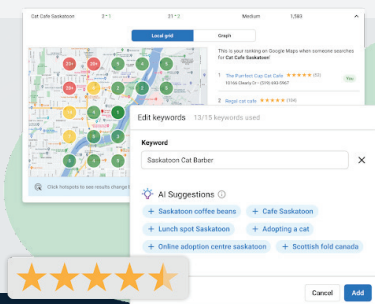 Cat Cafe Saskatoon Medium 1,583
Local grid Graph
This is your ranking on Google Maps when someone searches
for Cat Cafe Saskatoon!
1 The Purrfect Cup Cat Cafe
You
2 Regal cat cafe
Click hotspots to see results change
Edit keywords 13/15 keywords used
Keyword
Saskatoon Cat Barber
AI Suggestions
+ Saskatoon coffee beans + Cafe Saskatoon
+ Lunch spot Saskatoon + Adopting a cat
+ Online adoption centre saskatoon + Scottish fold canada
Cancel Add